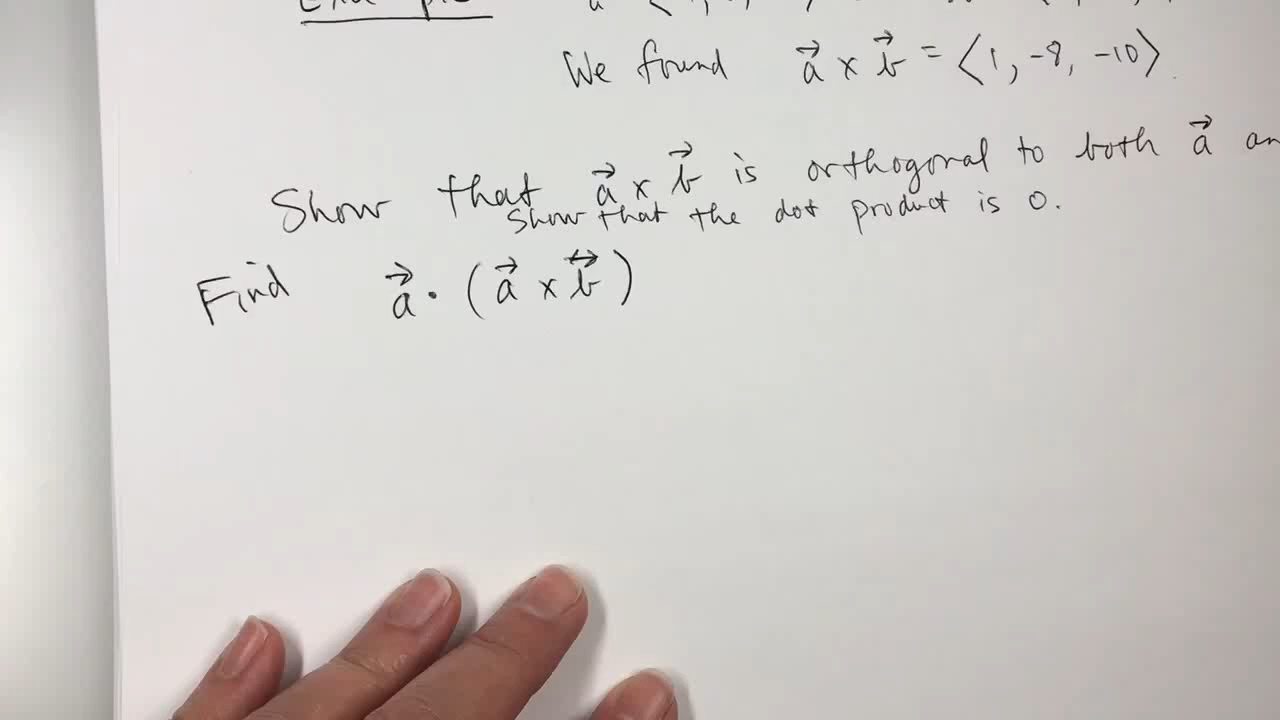 We found a⃗ × b⃗ = ⟨1, -8, -10⟩
Show that a⃗ × b⃗ is orthogonal to both a⃗ an
Show that the dot product is 0.
Find a⃗ · (a⃗ × b⃗)